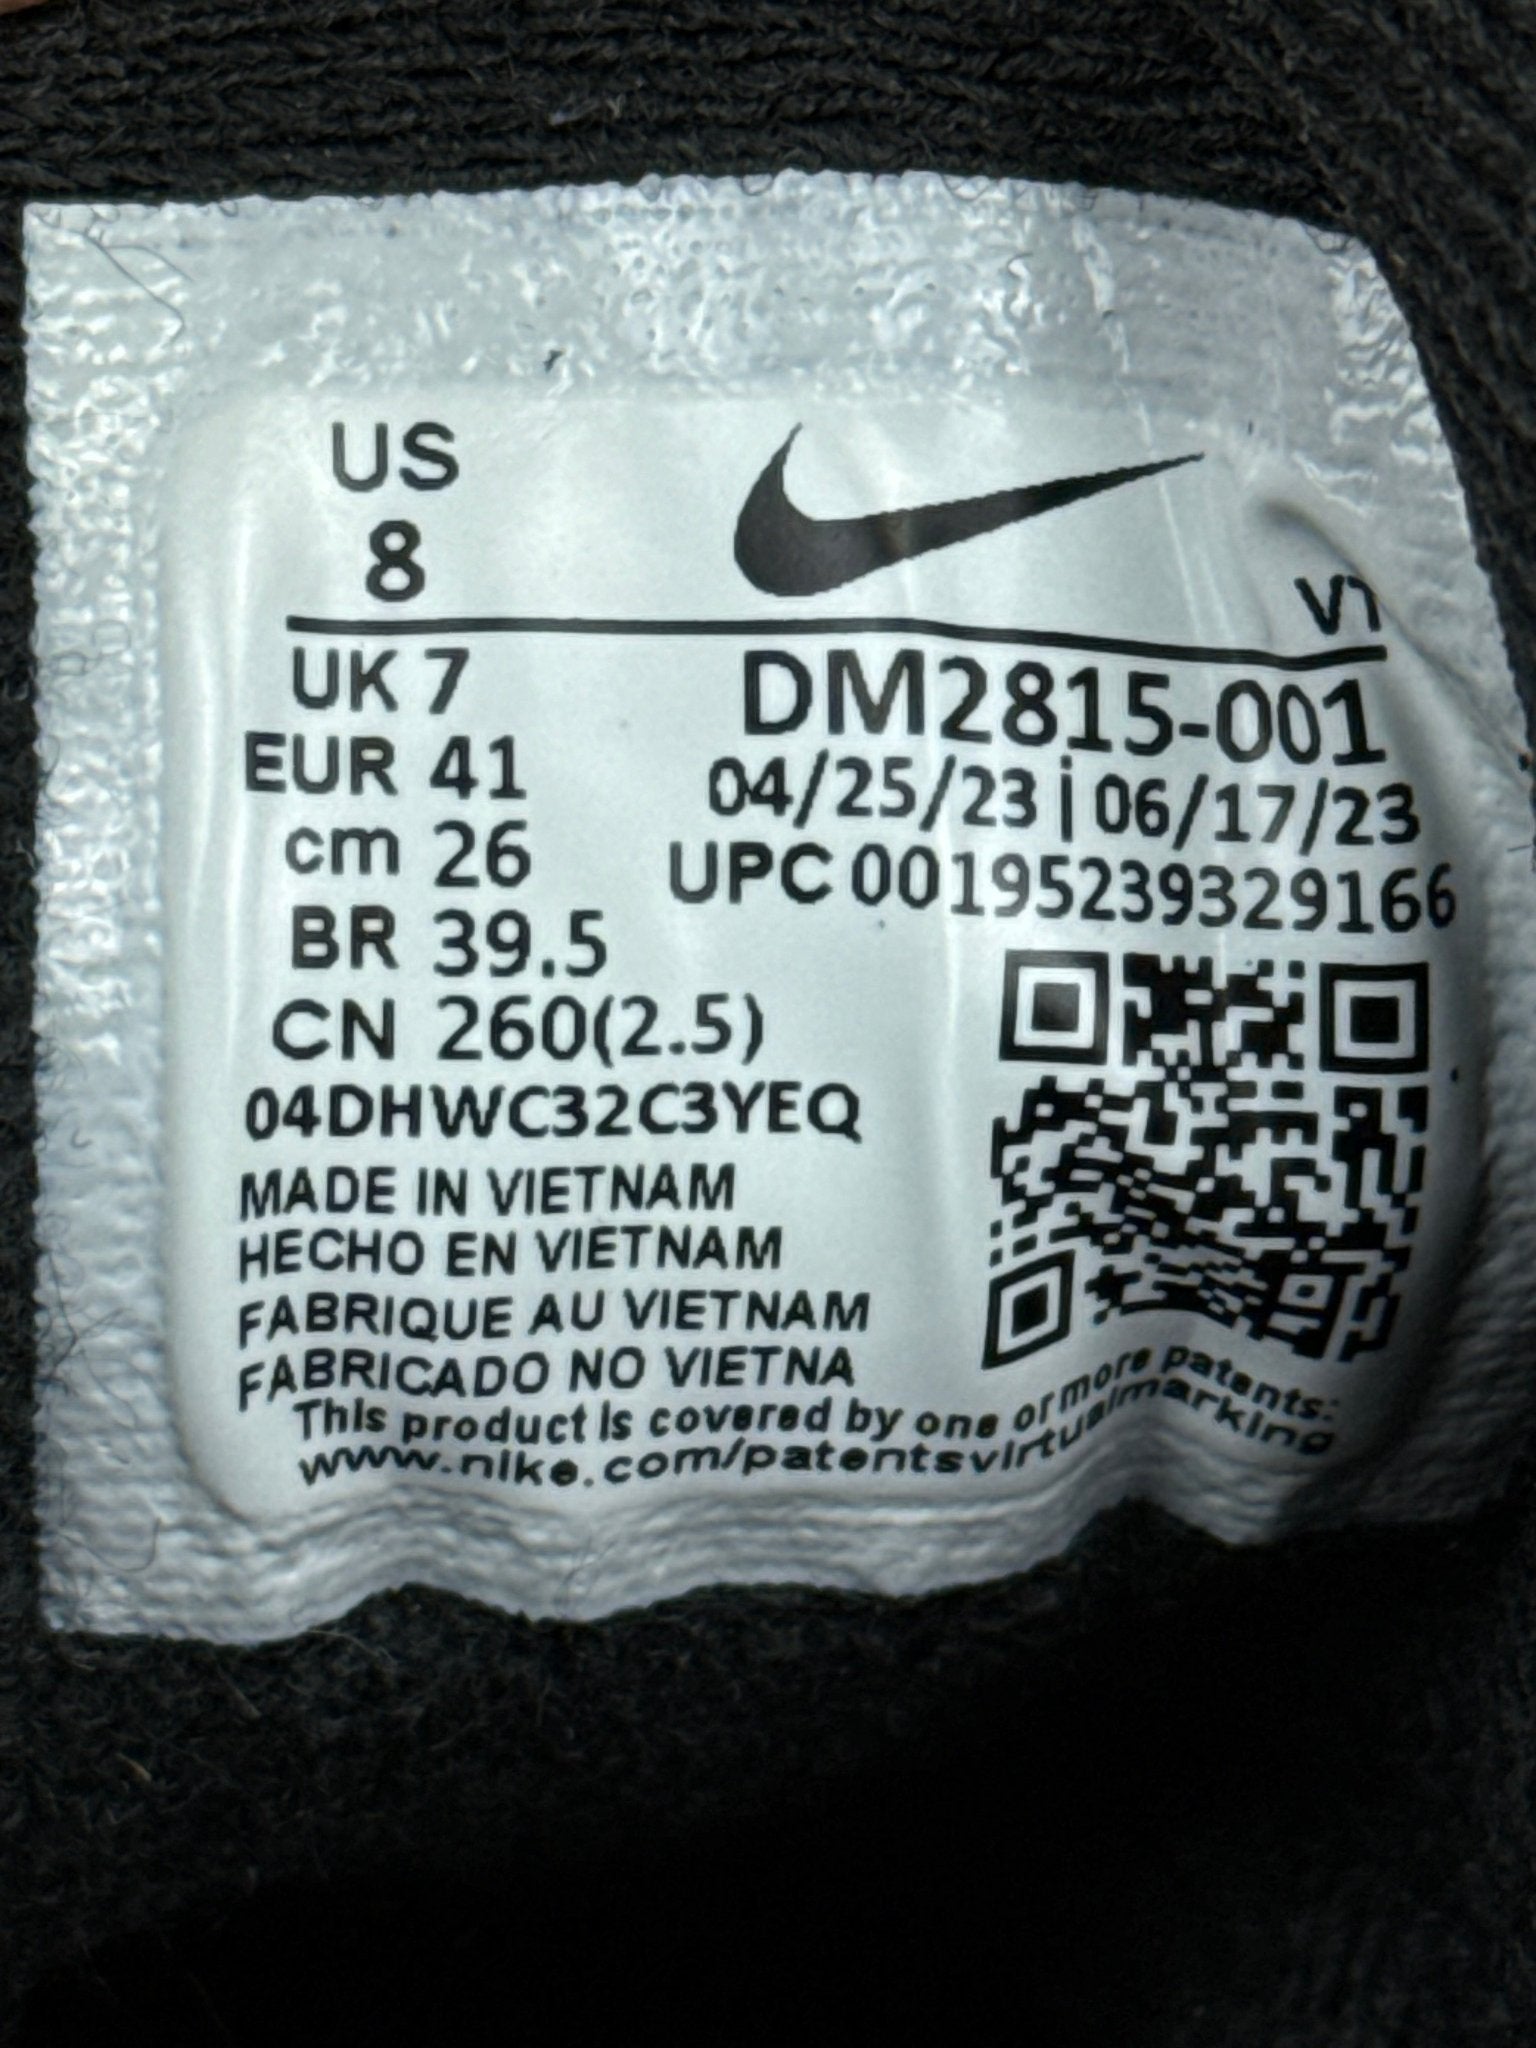 US
8
VT
UK 7
EUR 41
cm 26
BR 39.5
CN 260(2.5)
DM2815-001
04/25/23 | 06/17/23
UPC 00195239329166
04DHWC32C3YEQ
MADE IN VIETNAM
HECHO EN VIETNAM
FABRIQUE AU VIETNAM
FABRICADO NO VIETNA
This product is covered by one or more patents:
www.nike.com/patentsvirtualmarking